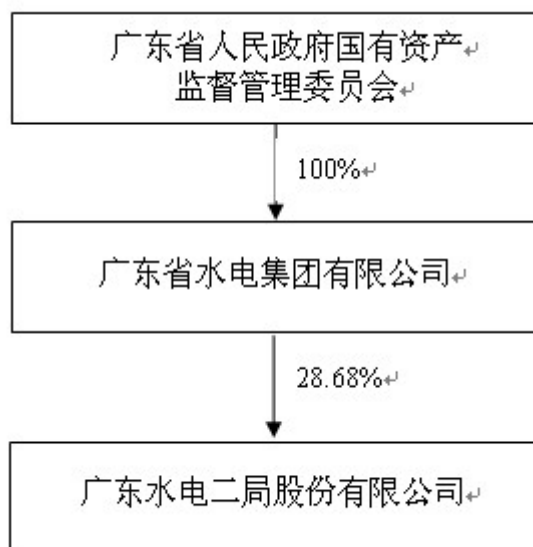 广东省人民政府国有资产
监督管理委员会
100%
广东省水电集团有限公司
28.68%
广东水电二局股份有限公司